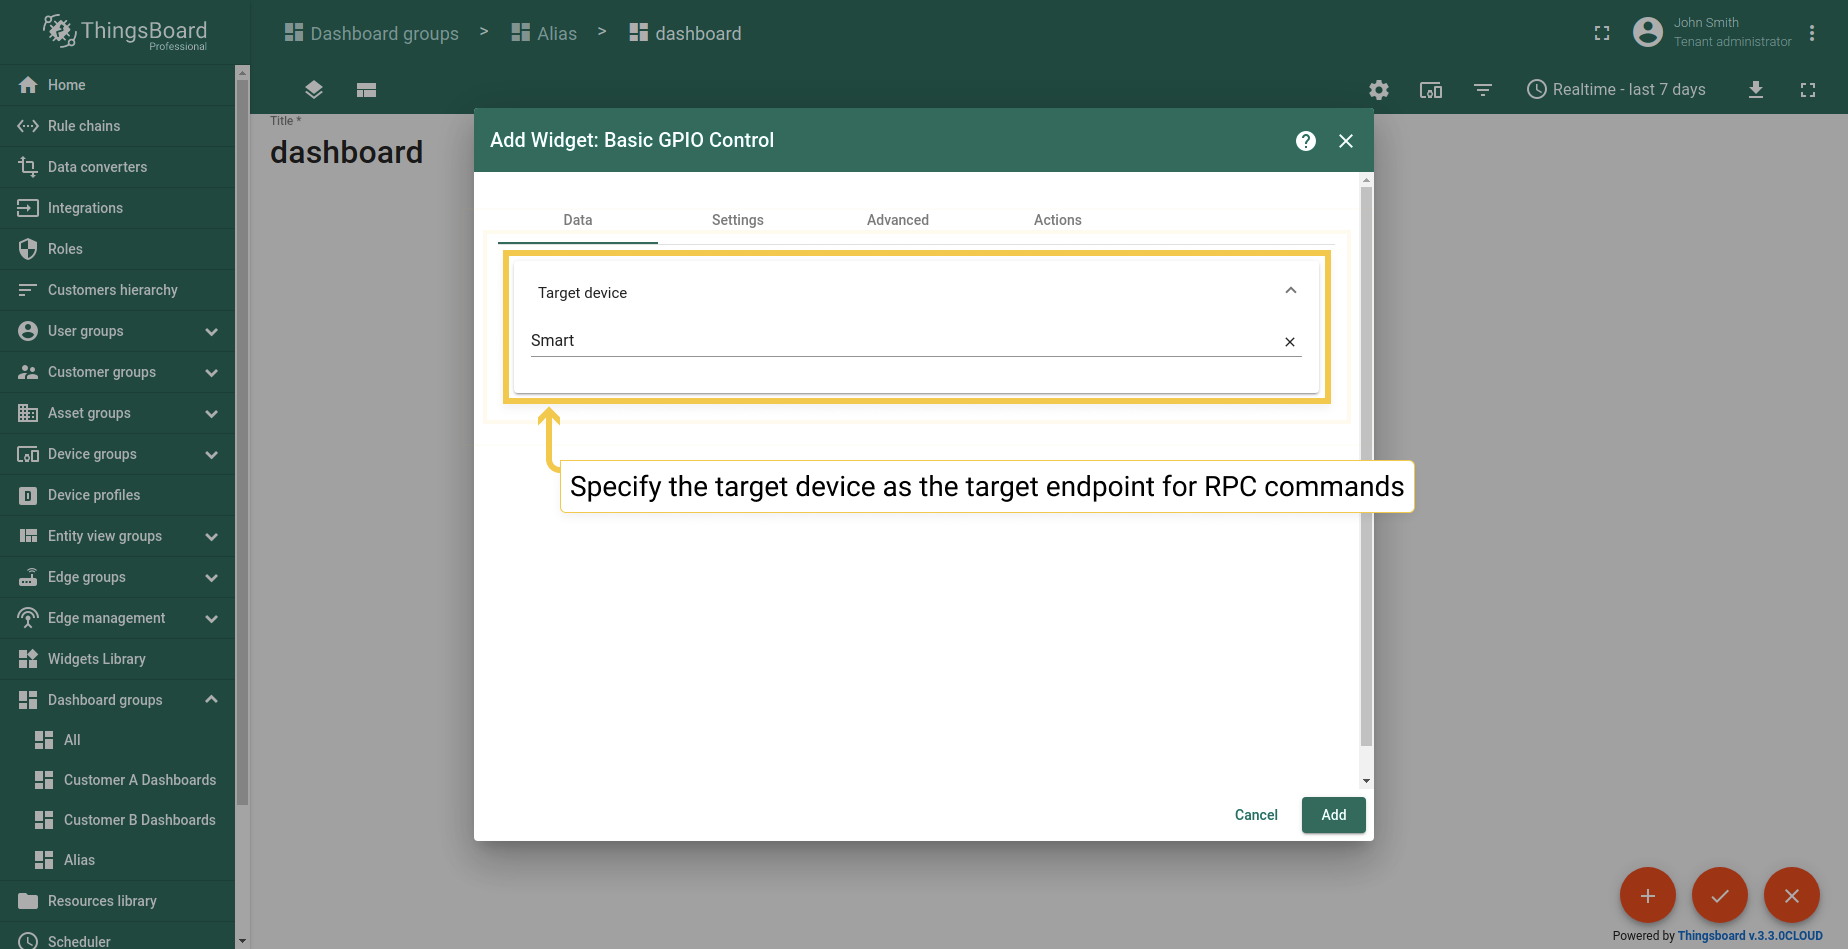 ThingsBoard
Professional
Dashboard groups > Alias > dashboard
John Smith
Tenant administrator
Realtime - last 7 days
Home
Rule chains
Data converters
Integrations
Roles
Customers hierarchy
User groups
Customer groups
Asset groups
Device groups
Device profiles
Entity view groups
Edge groups
Edge management
Widgets Library
Dashboard groups
All
Customer A Dashboards
Customer B Dashboards
Alias
Resources library
Scheduler
Title *
dashboard
Add Widget: Basic GPIO Control
Data Settings Advanced Actions
Target device
Smart
Specify the target device as the target endpoint for RPC commands
Cancel Add
Powered by Thingsboard v.3.3.0CLOUD